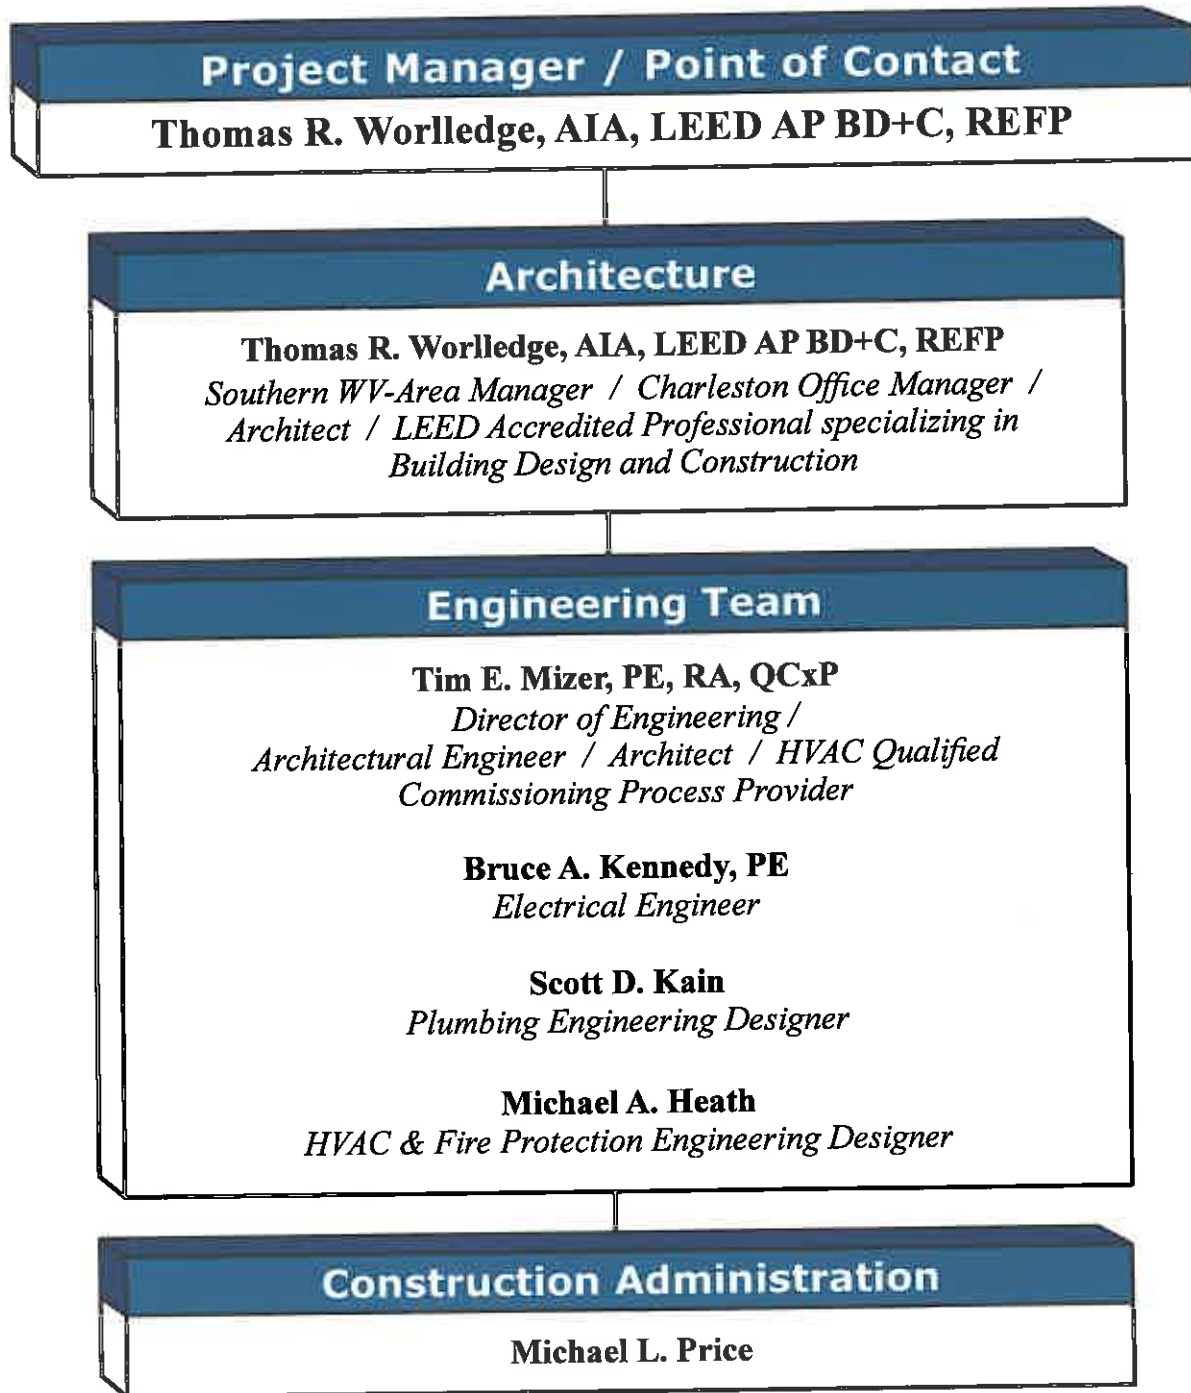 Project Manager / Point of Contact
Thomas R. Worlledge, AIA, LEED AP BD+C, REFP
Architecture
Thomas R. Worlledge, AIA, LEED AP BD+C, REFP
Southern WV-Area Manager / Charleston Office Manager /
Architect / LEED Accredited Professional specializing in
Building Design and Construction
Engineering Team
Tim E. Mizer, PE, RA, QCxP
Director of Engineering /
Architectural Engineer / Architect / HVAC Qualified
Commissioning Process Provider
Bruce A. Kennedy, PE
Electrical Engineer
Scott D. Kain
Plumbing Engineering Designer
Michael A. Heath
HVAC & Fire Protection Engineering Designer
Construction Administration
Michael L. Price